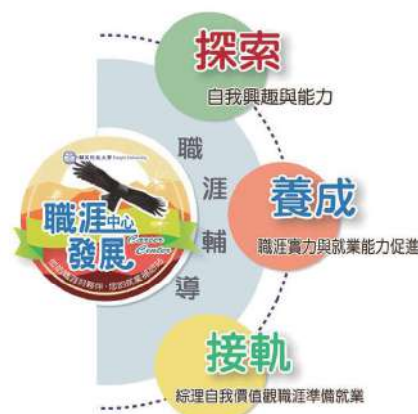 探索
自我興趣與能力
職涯輔導
職涯中心
發展
Career
Center
養成
職涯實力與就業能力促進
接軌
綜理自我價值觀職涯準備就業